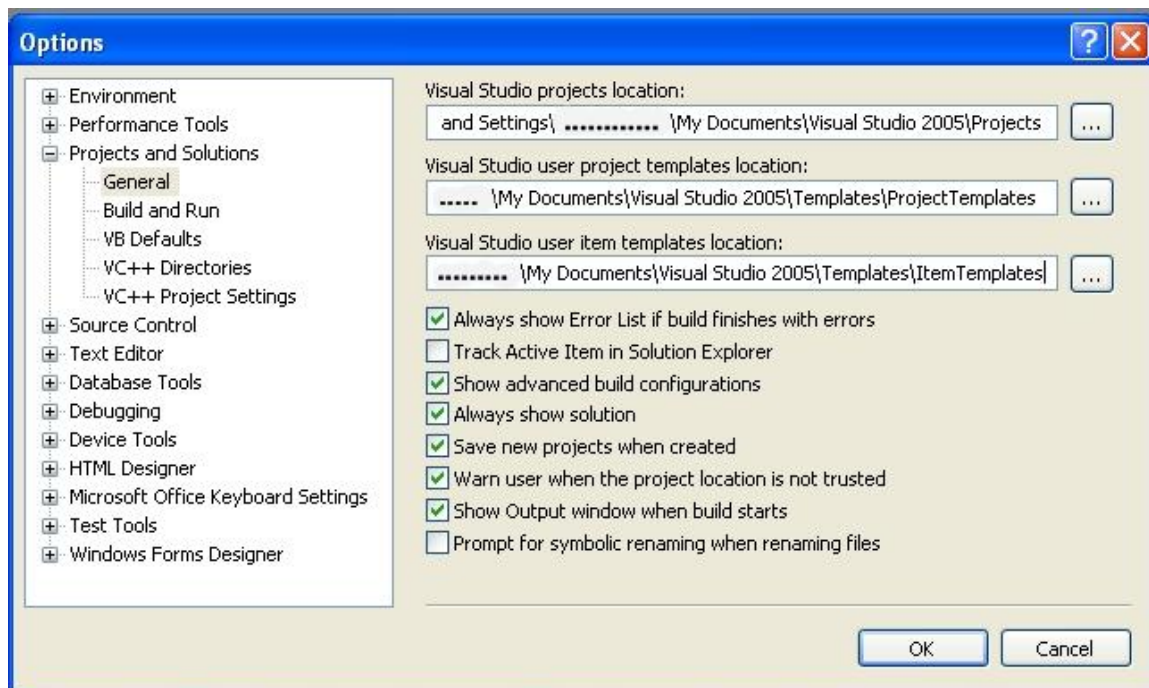 Options
Environment
Performance Tools
Projects and Solutions
General
Build and Run
VB Defaults
VC++ Directories
VC++ Project Settings
Source Control
Text Editor
Database Tools
Debugging
Device Tools
HTML Designer
Microsoft Office Keyboard Settings
Test Tools
Windows Forms Designer
Visual Studio projects location:
and Settings\ ............. \My Documents\Visual Studio 2005\Projects
...
Visual Studio user project templates location:
..... \My Documents\Visual Studio 2005\Templates\ProjectTemplates
...
Visual Studio user item templates location:
......... \My Documents\Visual Studio 2005\Templates\ItemTemplates
...
Always show Error List if build finishes with errors
Track Active Item in Solution Explorer
Show advanced build configurations
Always show solution
Save new projects when created
Warn user when the project location is not trusted
Show Output window when build starts
Prompt for symbolic renaming when renaming files
OK
Cancel